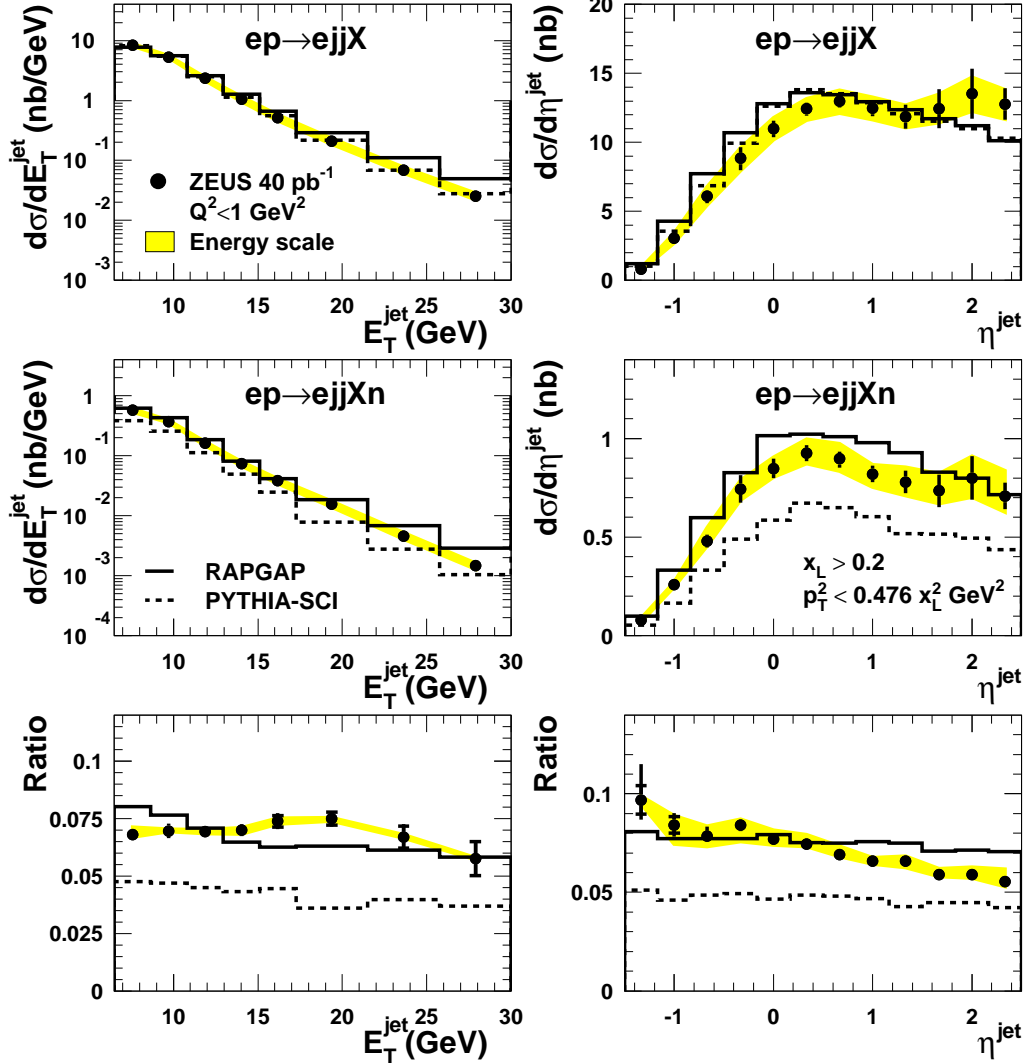 dσ/dE_T^jet (nb/GeV)
ep→ejjX
10
1
10^-1
10^-2
10^-3
ZEUS 40 pb^-1
Q^2<1 GeV^2
Energy scale
10 15 20 25 30
E_T^jet (GeV)
dσ/dη^jet (nb)
ep→ejjX
20
15
10
5
0
-1 0 1 2
η^jet
dσ/dE_T^jet (nb/GeV)
ep→ejjXn
1
10^-1
10^-2
10^-3
10^-4
RAPGAP
PYTHIA-SCI
10 15 20 25 30
E_T^jet (GeV)
dσ/dη^jet (nb)
ep→ejjXn
1
0.5
0
x_L > 0.2
p_T^2 < 0.476 x_L^2 GeV^2
-1 0 1 2
η^jet
Ratio
0.1
0.075
0.05
0.025
0
10 15 20 25 30
E_T^jet (GeV)
Ratio
0.1
0.05
0
-1 0 1 2
η^jet